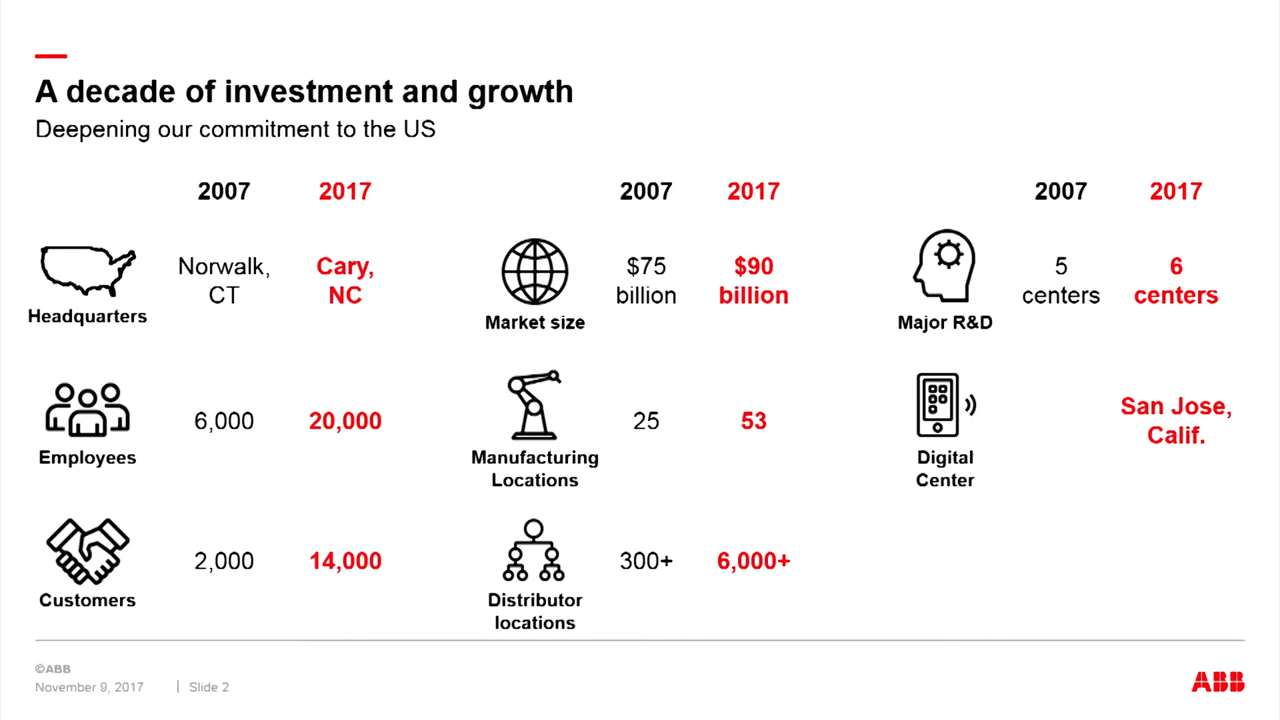 A decade of investment and growth
Deepening our commitment to the US
2007 2017
Norwalk, CT
Cary, NC
Headquarters
6,000 20,000
Employees
2,000 14,000
Customers
2007 2017
$75 billion
$90 billion
Market size
25 53
Manufacturing
Locations
300+ 6,000+
Distributor
locations
2007 2017
5 centers
6 centers
Major R&D
San Jose,
Calif.
Digital
Center
©ABB
November 9, 2017 | Slide 2
ABB